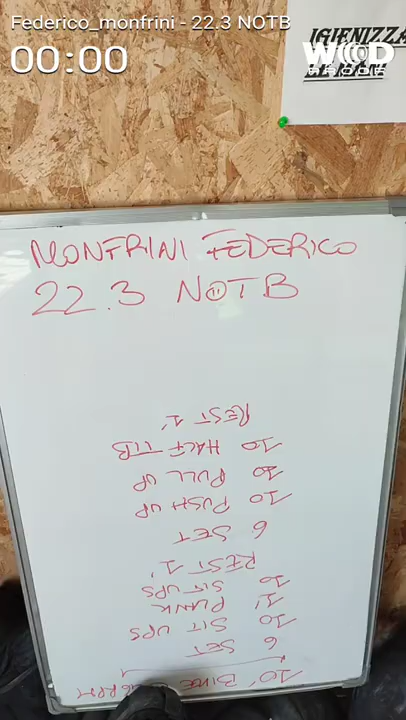 Federico_monfrini - 22.3 NOTB
00:00
IGIENIZZA
WOD
PROOF
MONFRINI FEDERICO
22.3 NOTB
10' BIKE
6 SET
10 SIT UPS
1' PLANK
10 SIT UPS
REST 1'
6 SET
10 PUSH UP
10 PULL UP
10 HALF TTB
REST 1'